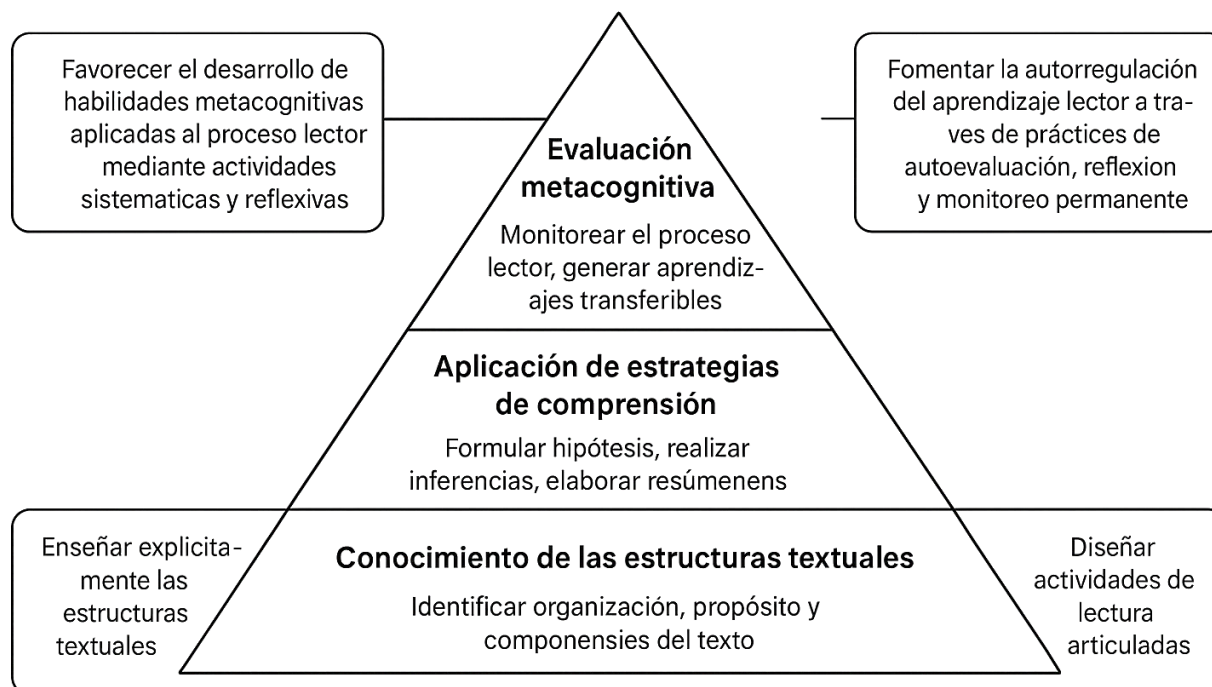 Favorecer el desarrollo de
habilidades metacognitivas
aplicadas al proceso lector
mediante actividades
sistematicas y reflexivas
Fomentar la autorregulación
del aprendizaje lector a tra-
ves de prácticas de
autoevaluación, reflexion
y monitoreo permanente
Evaluación
metacognitiva
Monitorear el proceso
lector, generar aprendiz-
ajes transferibles
Aplicación de estrategias
de comprensión
Formular hipótesis, realizar
inferencias, elaborar resúmenens
Enseñar explicita-
mente las
estructuras
textuales
Conocimiento de las estructuras textuales
Identificar organización, propósito y
componensies del texto
Diseñar
actividades de
lectura
articuladas